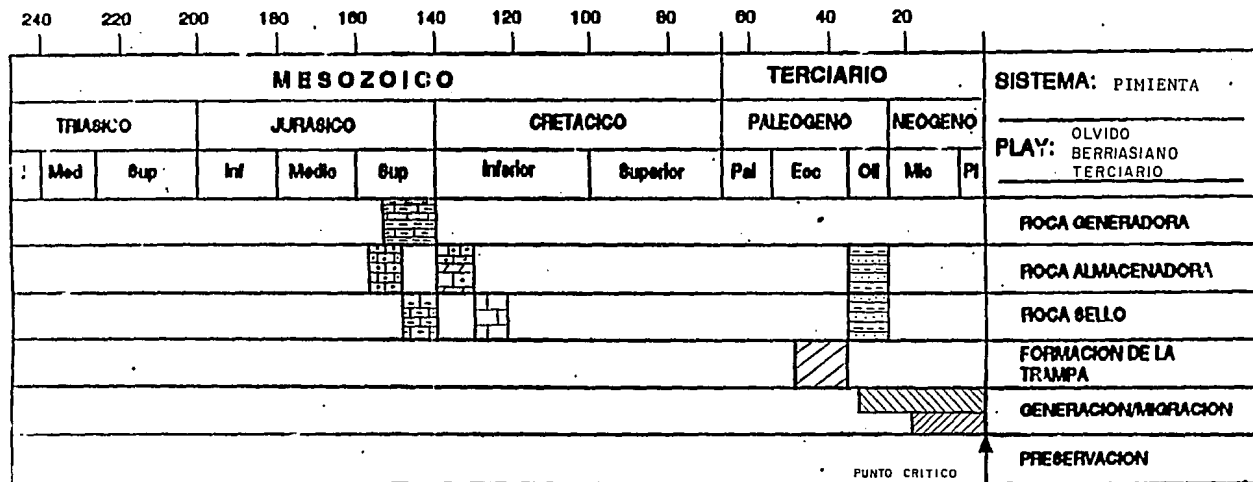 240 220 200 180 160 140 120 100 80 60 40 20
MESOZOICO TERCIARIO SISTEMA: PIMIENTA
TRIASICO JURASICO CRETACICO PALEOGENO NEOGENO
PLAY: OLVIDO
BERRIASIANO
TERCIARIO
Med Sup Inf Medio Sup Inferior Superior Pal Eoc Oli Mio Pl
ROCA GENERADORA
ROCA ALMACENADORA
ROCA SELLO
FORMACION DE LA
TRAMPA
GENERACION/MIGRACION
PUNTO CRITICO PRESERVACION